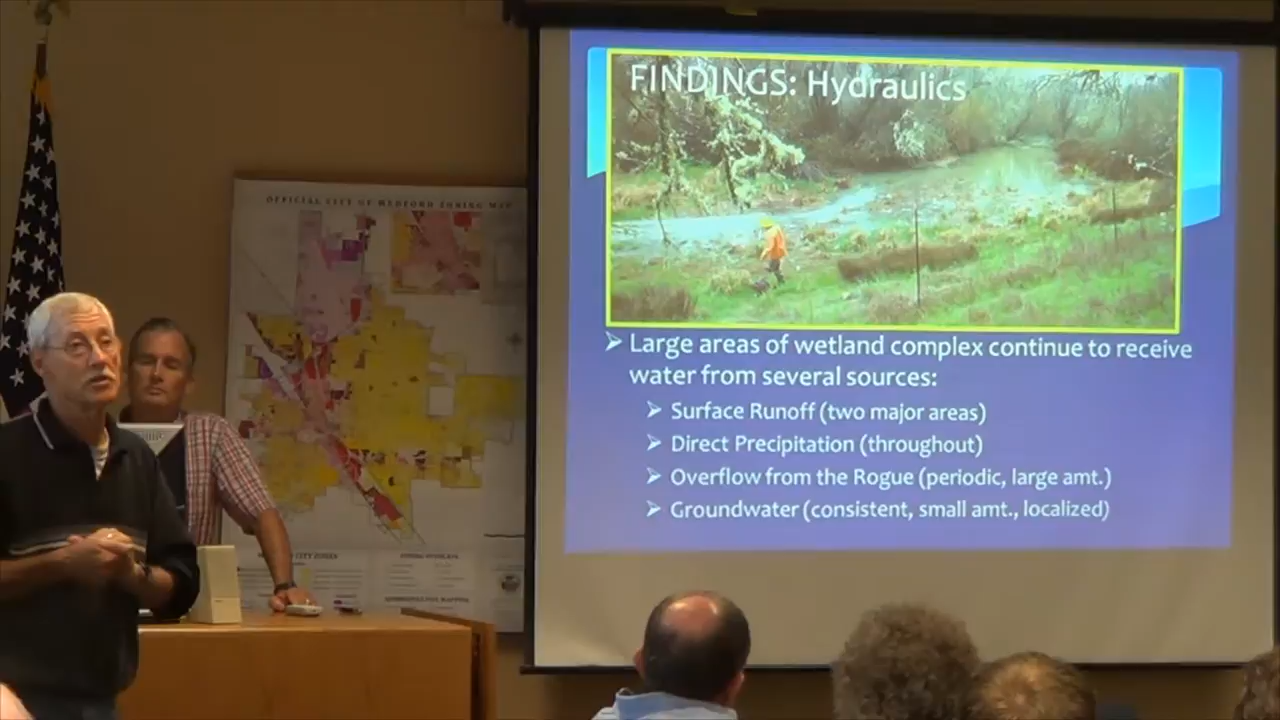 FINDINGS: Hydraulics
OFFICIAL CITY OF MEDFORD ZONING MAP
➤ Large areas of wetland complex continue to receive
water from several sources:
➤ Surface Runoff (two major areas)
➤ Direct Precipitation (throughout)
➤ Overflow from the Rogue (periodic, large amt.)
➤ Groundwater (consistent, small amt., localized)
CITY ZONES